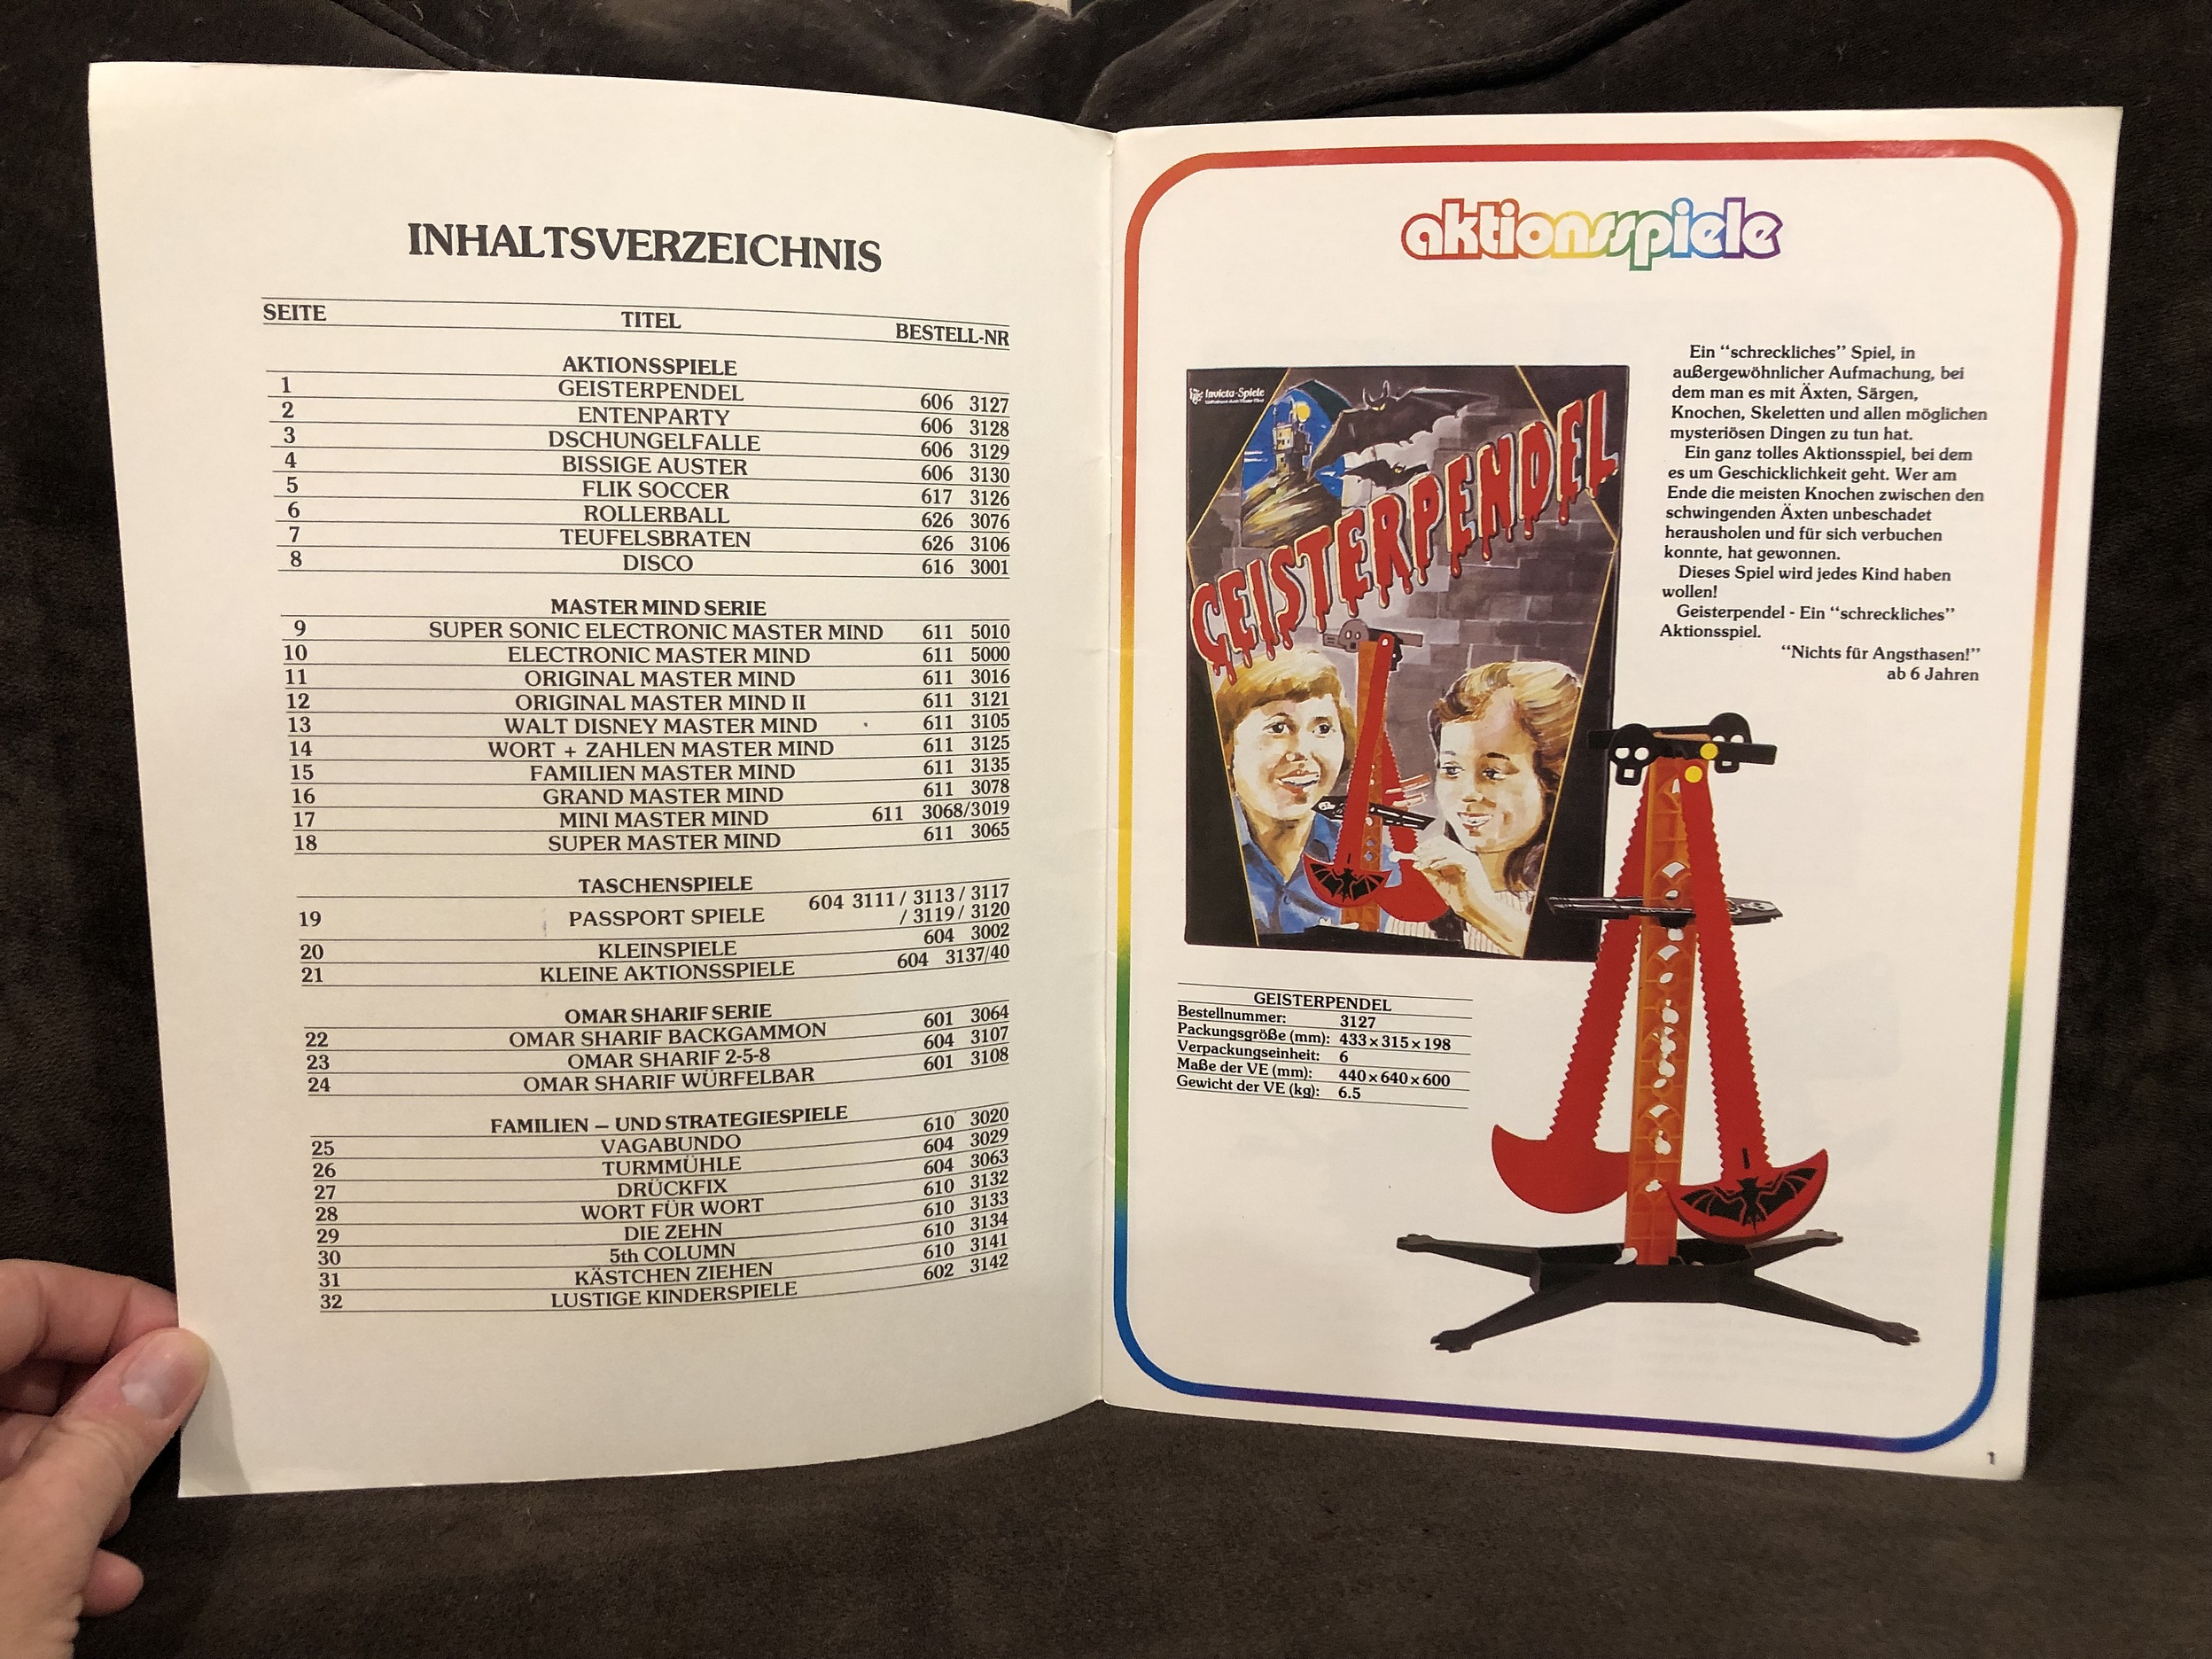 INHALTSVERZEICHNIS
SEITE TITEL BESTELL-NR
AKTIONSSPIELE
1 GEISTERPENDEL 606 3127
2 ENTENPARTY 606 3128
3 DSCHUNGELFALLE 606 3129
4 BISSIGE AUSTER 606 3130
5 FLIK SOCCER 617 3126
6 ROLLERBALL 626 3076
7 TEUFELSBRATEN 626 3106
8 DISCO 616 3001
MASTER MIND SERIE
9 SUPER SONIC ELECTRONIC MASTER MIND 611 5010
10 ELECTRONIC MASTER MIND 611 5000
11 ORIGINAL MASTER MIND 611 3016
12 ORIGINAL MASTER MIND II 611 3121
13 WALT DISNEY MASTER MIND 611 3105
14 WORT + ZAHLEN MASTER MIND 611 3125
15 FAMILIEN MASTER MIND 611 3135
16 GRAND MASTER MIND 611 3078
17 MINI MASTER MIND 611 3068/3019
18 SUPER MASTER MIND 611 3065
TASCHENSPIELE
19 PASSPORT SPIELE 604 3111 / 3113 / 3117
/ 3119 / 3120
20 KLEINSPIELE 604 3002
21 KLEINE AKTIONSSPIELE 604 3137/40
OMAR SHARIF SERIE
22 OMAR SHARIF BACKGAMMON 601 3064
23 OMAR SHARIF 2-5-8 604 3107
24 OMAR SHARIF WÜRFELBAR 601 3108
FAMILIEN – UND STRATEGIESPIELE
25 VAGABUNDO 610 3020
26 TURMMÜHLE 604 3029
27 DRÜCKFIX 604 3063
28 WORT FÜR WORT 610 3132
29 DIE ZEHN 610 3133
30 5th COLUMN 610 3134
31 KÄSTCHEN ZIEHEN 610 3141
32 LUSTIGE KINDERSPIELE 602 3142
aktionsspiele
Invicta-Spiele
GEISTERPENDEL
Ein “schreckliches” Spiel, in
außergewöhnlicher Aufmachung, bei
dem man es mit Äxten, Särgen,
Knochen, Skeletten und allen möglichen
mysteriösen Dingen zu tun hat.
Ein ganz tolles Aktionsspiel, bei dem
es um Geschicklichkeit geht. Wer am
Ende die meisten Knochen zwischen den
schwingenden Äxten unbeschadet
herausholen und für sich verbuchen
konnte, hat gewonnen.
Dieses Spiel wird jedes Kind haben
wollen!
Geisterpendel - Ein “schreckliches”
Aktionsspiel.
“Nichts für Angsthasen!”
ab 6 Jahren
GEISTERPENDEL
Bestellnummer: 3127
Packungsgröße (mm): 433×315×198
Verpackungseinheit: 6
Maße der VE (mm): 440×640×600
Gewicht der VE (kg): 6.5
1